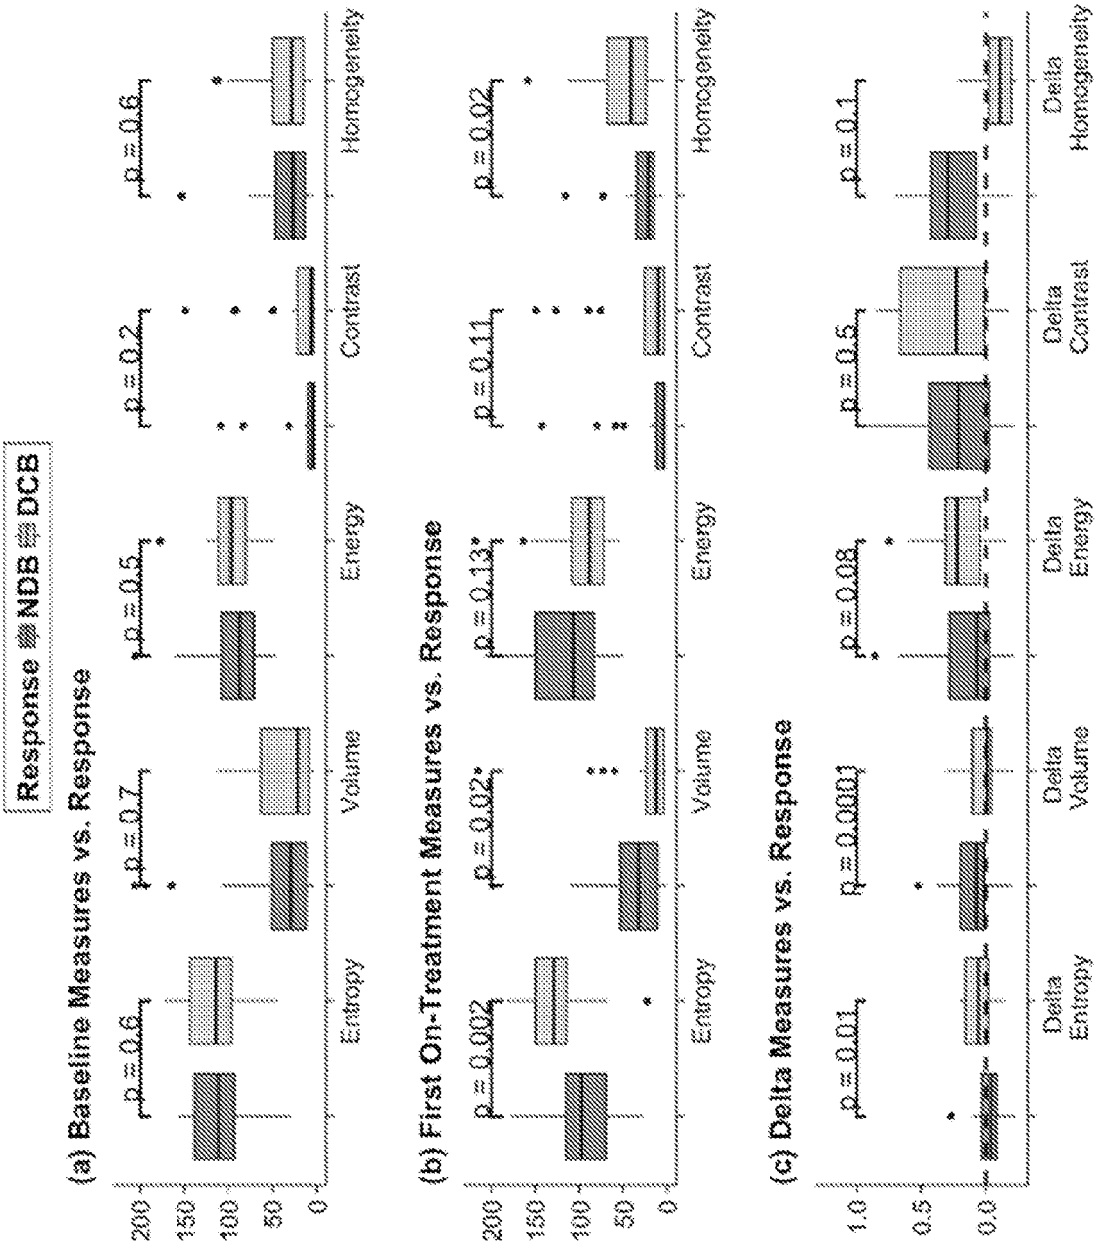 Response NDB DCB
(a) Baseline Measures vs. Response
200
150
100
50
0
p = 0.6
p = 0.7
p = 0.5
p = 0.2
p = 0.6
Entropy
Volume
Energy
Contrast
Homogeneity
(b) First On-Treatment Measures vs. Response
200
150
100
50
p = 0.002
p = 0.02
p = 0.13
p = 0.11
p = 0.02
Entropy
Volume
Energy
Contrast
Homogeneity
(c) Delta Measures vs. Response
1.0
0.5
0.0
p = 0.01
p = 0.0001
p = 0.08
p = 0.5
p = 0.1
Delta
Entropy
Delta
Volume
Delta
Energy
Delta
Contrast
Delta
Homogeneity